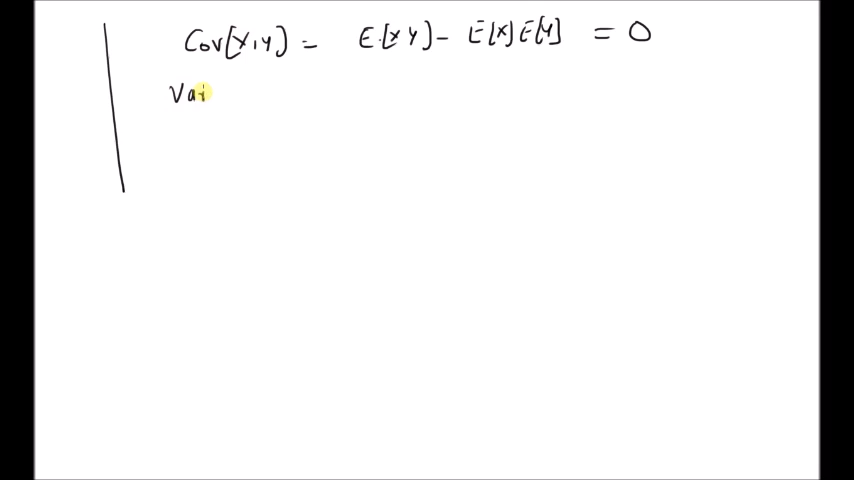 Cov[X,Y] = E[XY] - E[X]E[Y] = 0
Var